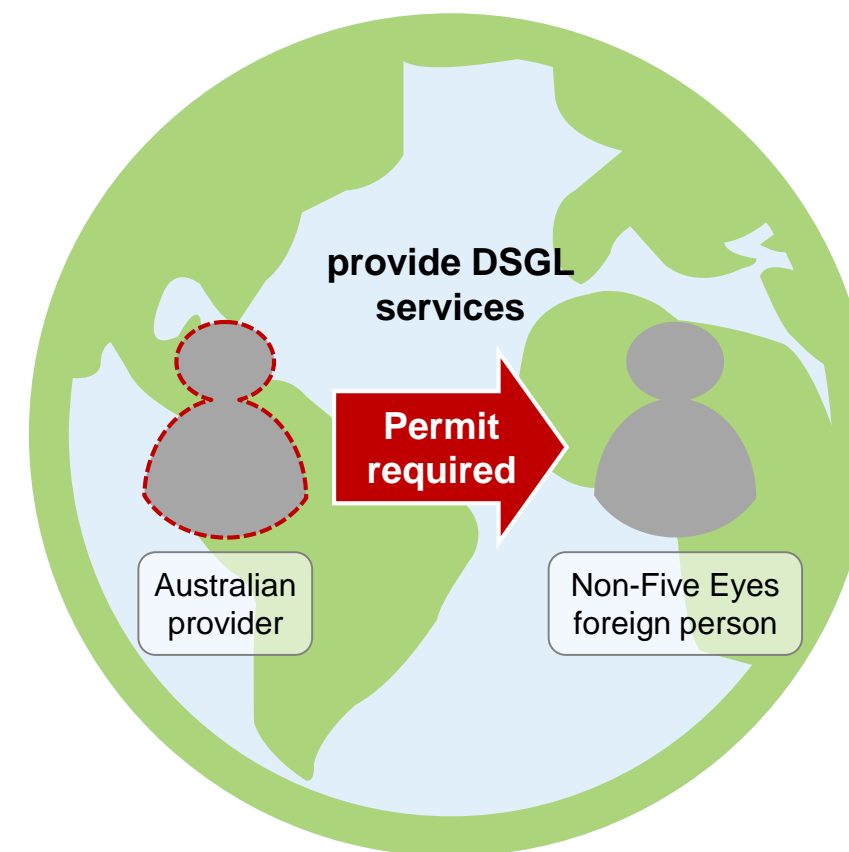 provide DSGL
services
Permit
required
Australian
provider
Non-Five Eyes
foreign person